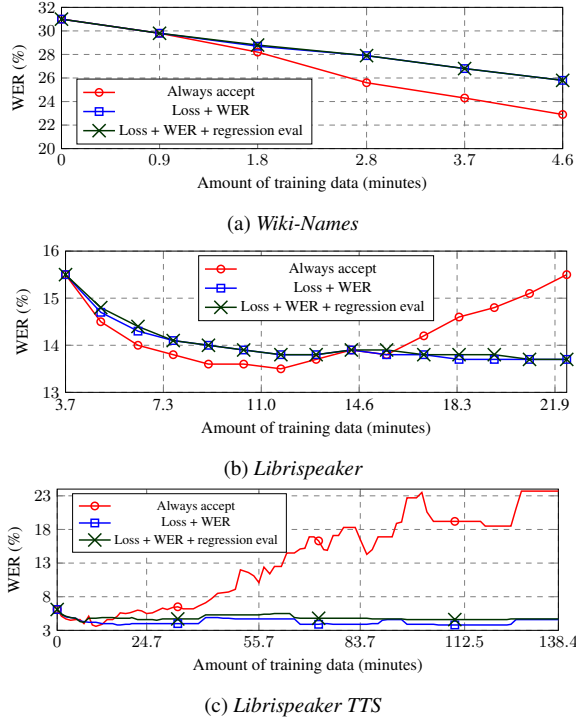 32
30
28
26
24
22
20
WER (%)
Always accept
Loss + WER
Loss + WER + regression eval
0 0.9 1.8 2.8 3.7 4.6
Amount of training data (minutes)
(a) Wiki-Names
16
15
14
13
WER (%)
Always accept
Loss + WER
Loss + WER + regression eval
3.7 7.3 11.0 14.6 18.3 21.9
Amount of training data (minutes)
(b) Librispeaker
23
18
13
8
3
WER (%)
Always accept
Loss + WER
Loss + WER + regression eval
0 24.7 55.7 83.7 112.5 138.4
Amount of training data (minutes)
(c) Librispeaker TTS